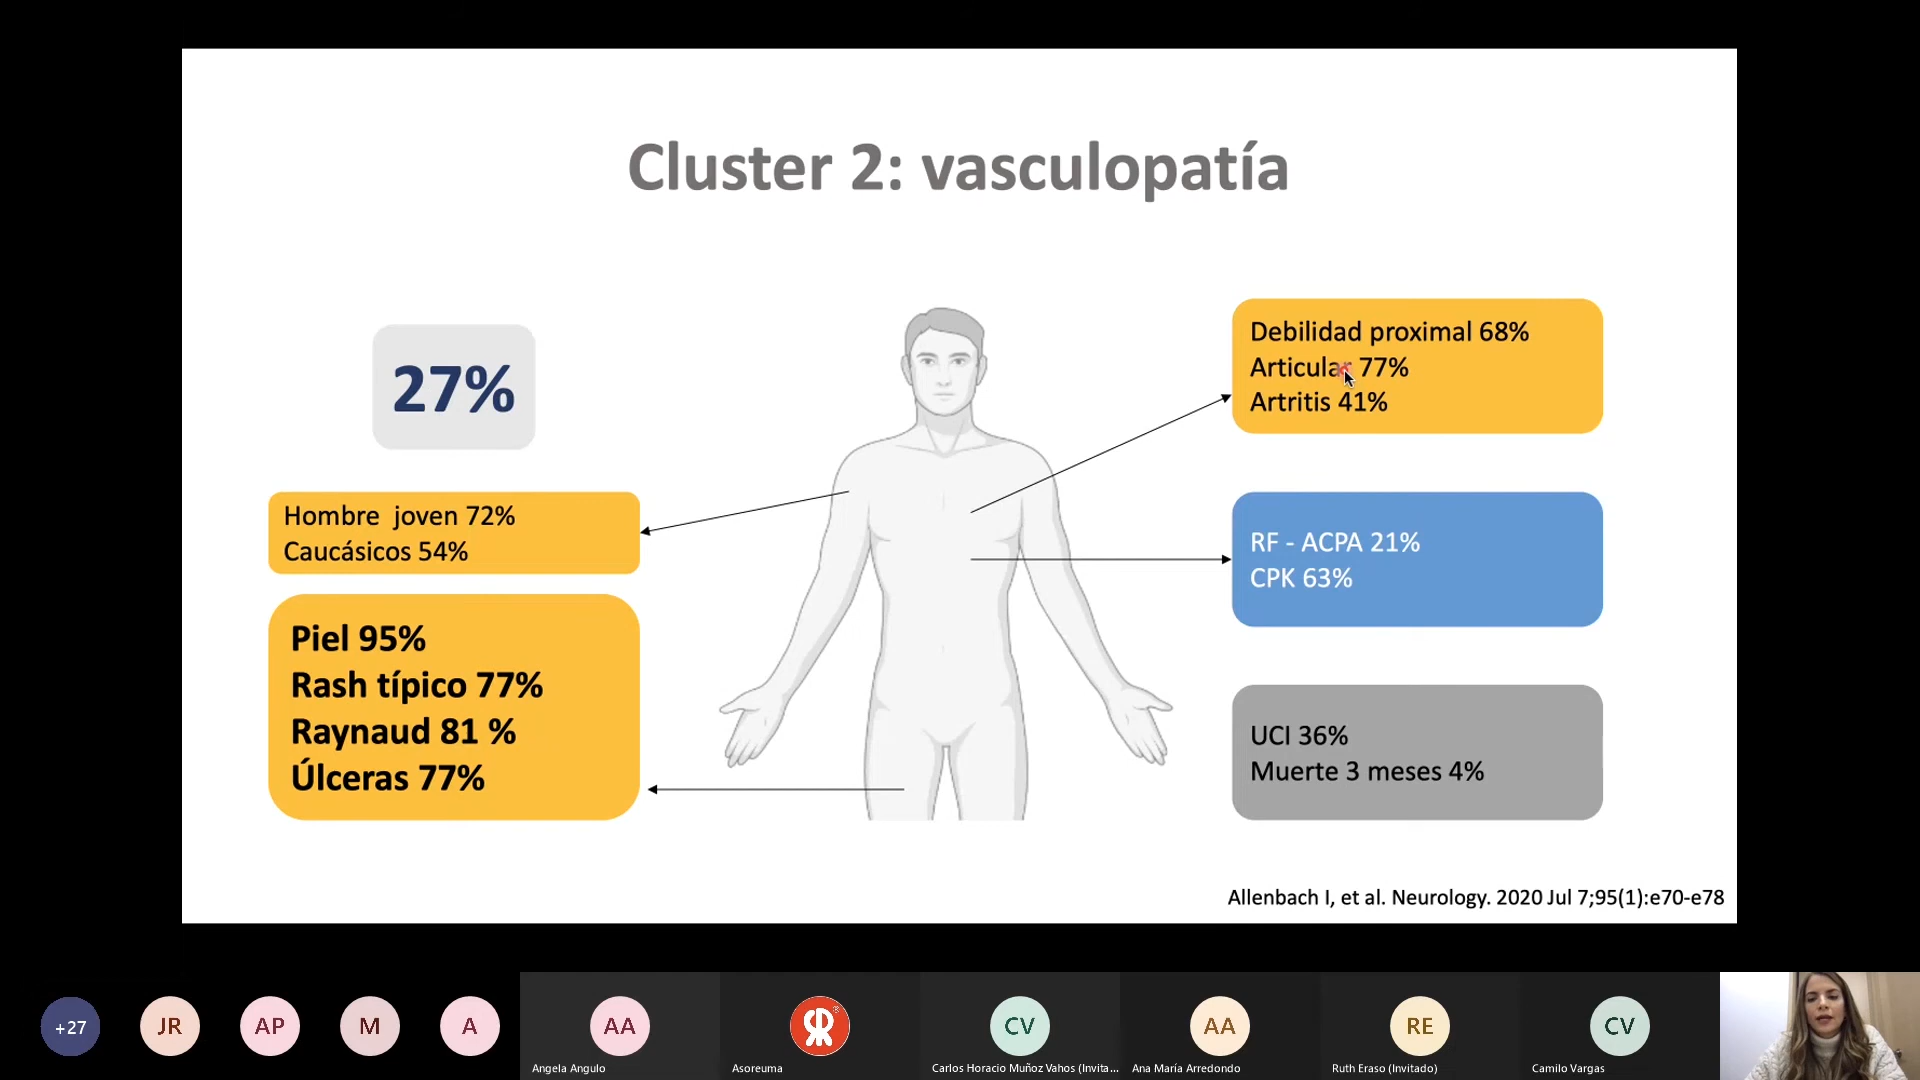 Cluster 2: vasculopatía
27%
Hombre joven 72%
Caucásicos 54%
Piel 95%
Rash típico 77%
Raynaud 81 %
Úlceras 77%
Debilidad proximal 68%
Articular 77%
Artritis 41%
RF - ACPA 21%
CPK 63%
UCI 36%
Muerte 3 meses 4%
Allenbach I, et al. Neurology. 2020 Jul 7;95(1):e70-e78
+27
JR
AP
M
A
AA
Angela Angulo
Asoreuma
CV
Carlos Horacio Muñoz Vahos (Invita...
AA
Ana María Arredondo
RE
Ruth Eraso (Invitado)
CV
Camilo Vargas